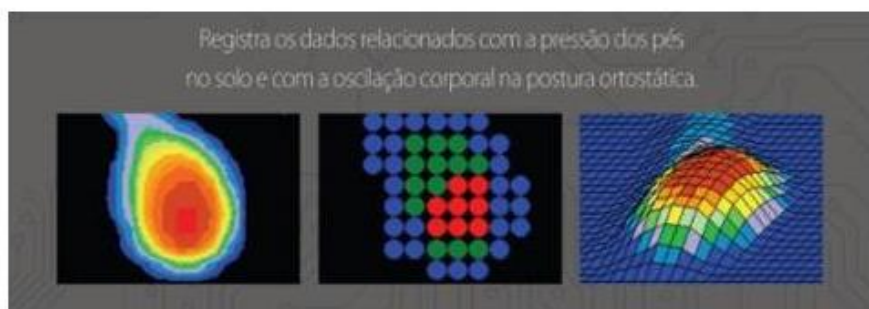 Registra os dados relacionados com a pressão dos pés
no solo e com a oscilação corporal na postura ortostática.